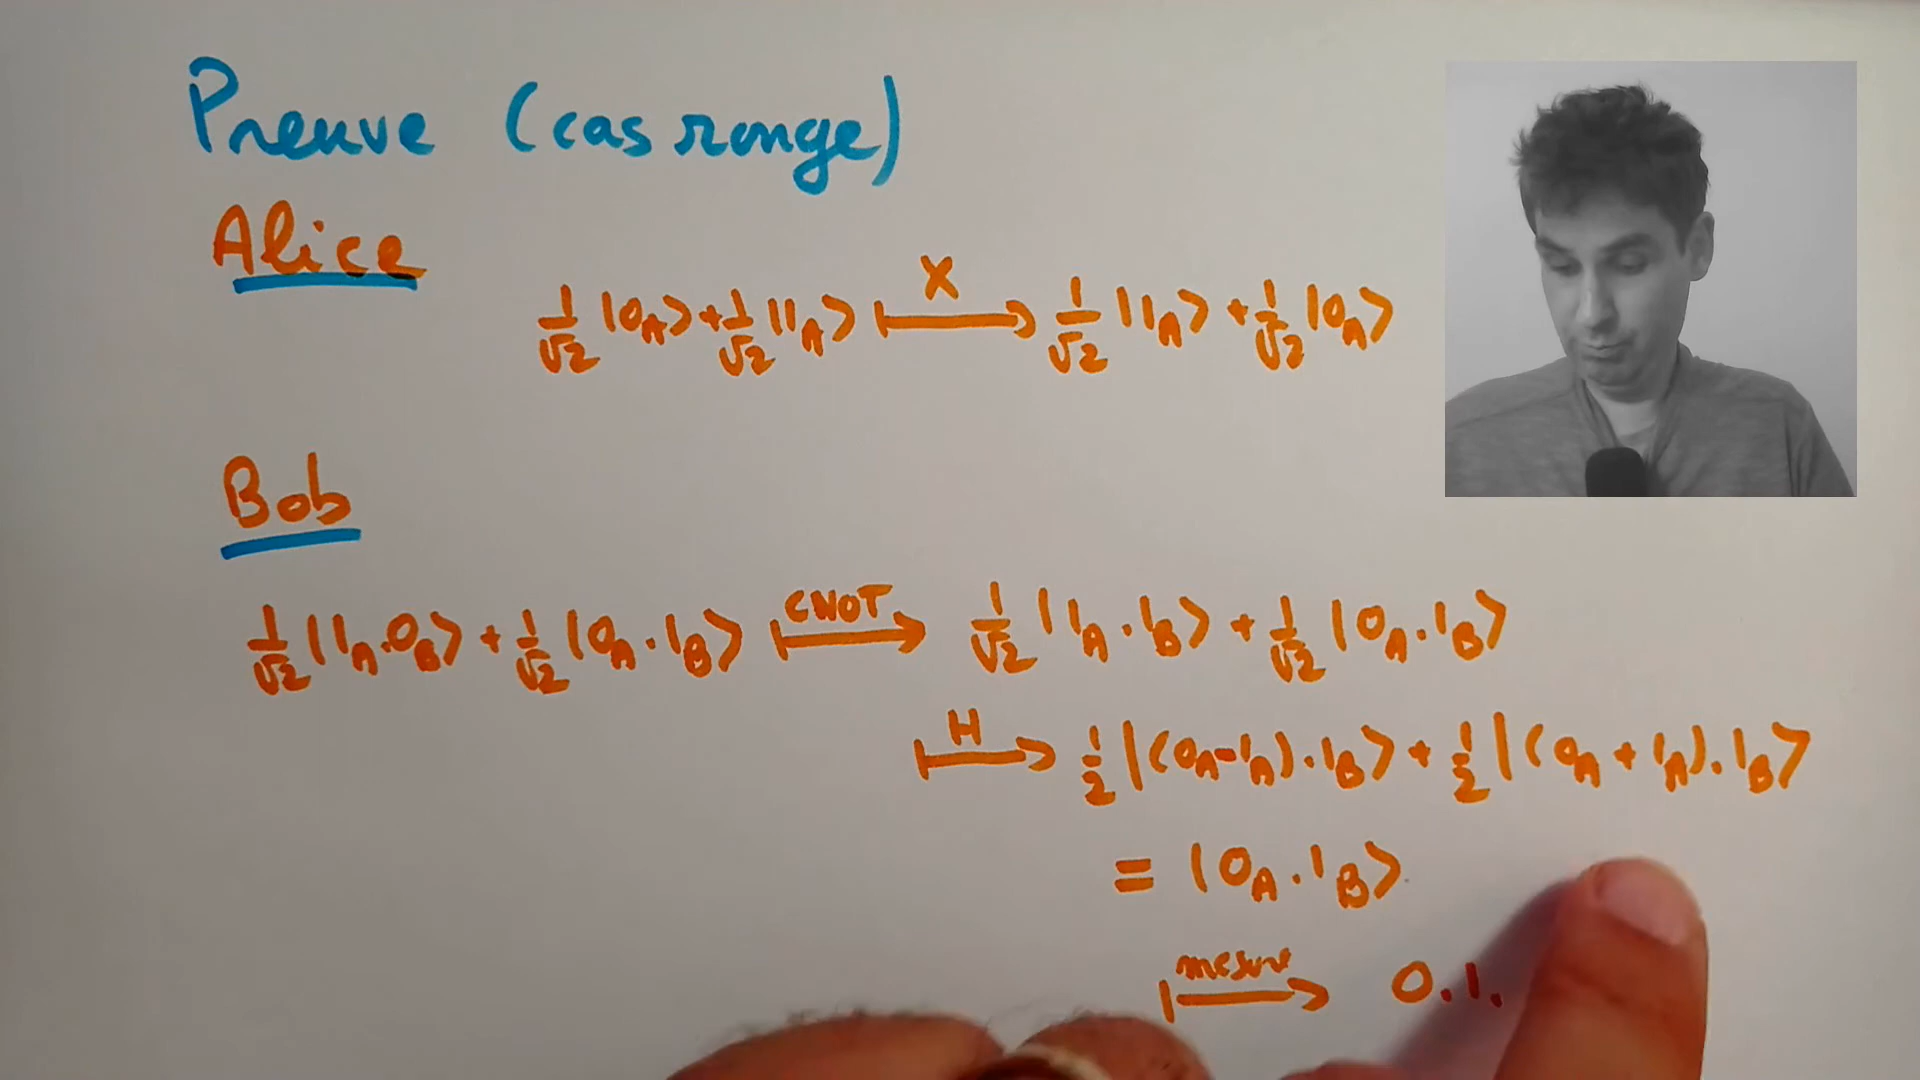 Preuve (cas rouge)
Alice
1/√2 |0_A⟩ + 1/√2 |1_A⟩ ⟼ X 1/√2 |1_A⟩ + 1/√2 |0_A⟩
Bob
1/√2 |1_A.0_B⟩ + 1/√2 |0_A.1_B⟩ ⟼ CNOT 1/√2 |1_A.1_B⟩ + 1/√2 |0_A.1_B⟩
⟼ H 1/2 |(0_A-1_A).1_B⟩ + 1/2 |(0_A+1_A).1_B⟩
= |0_A.1_B⟩.
⟼ mesure 0.1.